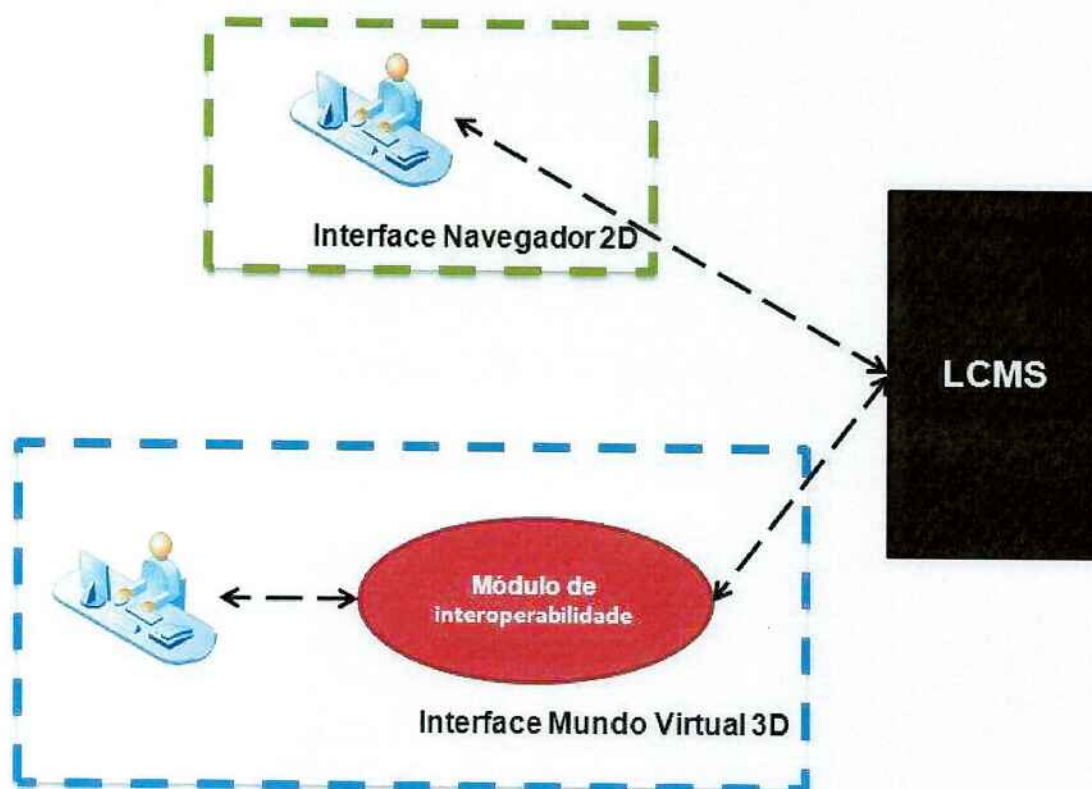 Interface Navegador 2D
LCMS
Módulo de
interoperabilidade
Interface Mundo Virtual 3D